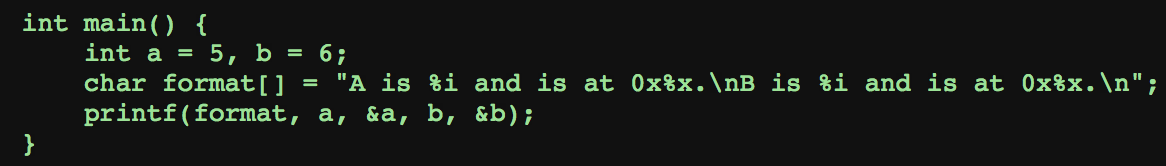 int main() {
    int a = 5, b = 6;
    char format[] = "A is %i and is at 0x%x.\nB is %i and is at 0x%x.\n";
    printf(format, a, &a, b, &b);
}